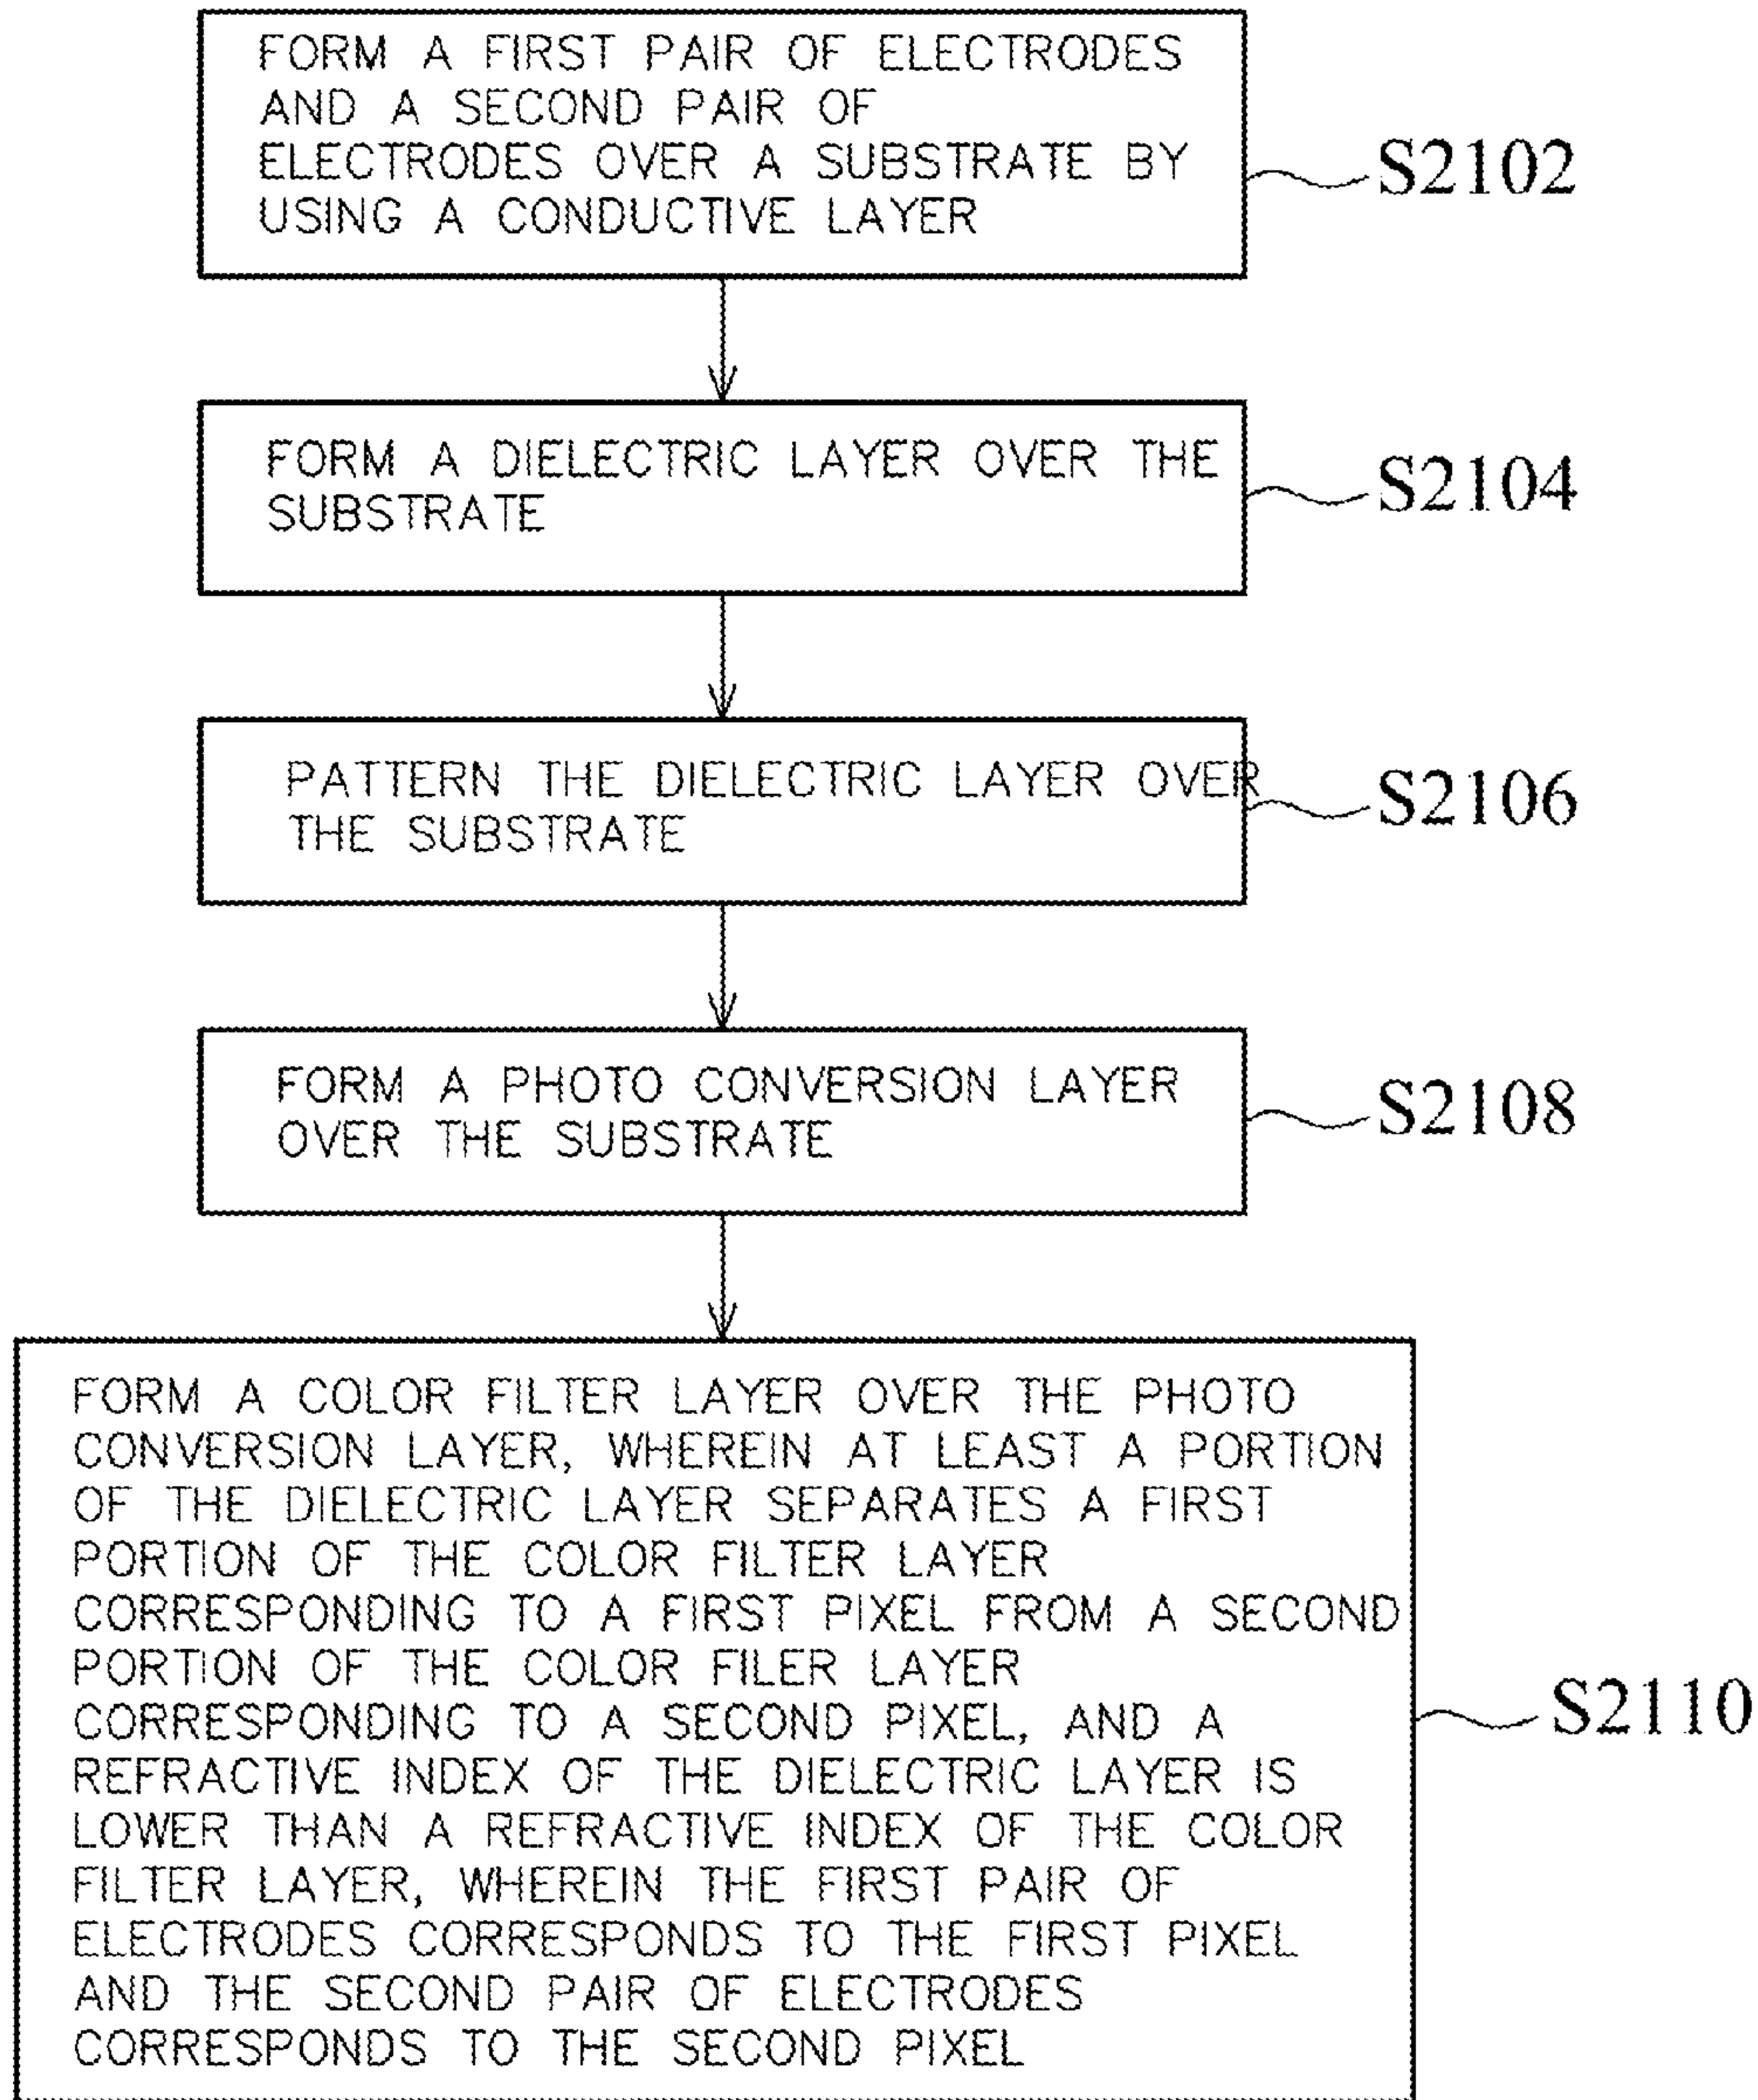 FORM A FIRST PAIR OF ELECTRODES
AND A SECOND PAIR OF
ELECTRODES OVER A SUBSTRATE BY
USING A CONDUCTIVE LAYER
S2102
FORM A DIELECTRIC LAYER OVER THE
SUBSTRATE
S2104
PATTERN THE DIELECTRIC LAYER OVER
THE SUBSTRATE
S2106
FORM A PHOTO CONVERSION LAYER
OVER THE SUBSTRATE
S2108
FORM A COLOR FILTER LAYER OVER THE PHOTO
CONVERSION LAYER, WHEREIN AT LEAST A PORTION
OF THE DIELECTRIC LAYER SEPARATES A FIRST
PORTION OF THE COLOR FILTER LAYER
CORRESPONDING TO A FIRST PIXEL FROM A SECOND
PORTION OF THE COLOR FILER LAYER
CORRESPONDING TO A SECOND PIXEL, AND A
REFRACTIVE INDEX OF THE DIELECTRIC LAYER IS
LOWER THAN A REFRACTIVE INDEX OF THE COLOR
FILTER LAYER, WHEREIN THE FIRST PAIR OF
ELECTRODES CORRESPONDS TO THE FIRST PIXEL
AND THE SECOND PAIR OF ELECTRODES
CORRESPONDS TO THE SECOND PIXEL
S2110